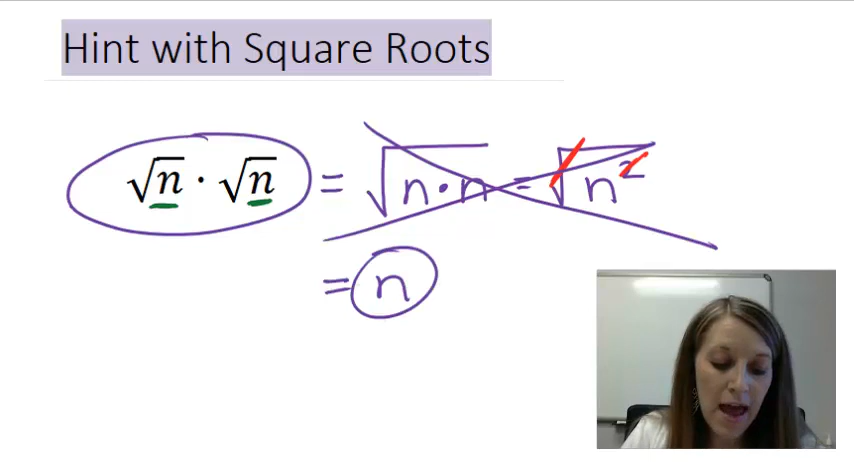 Hint with Square Roots
√n · √n = √n·n = √n²
= n